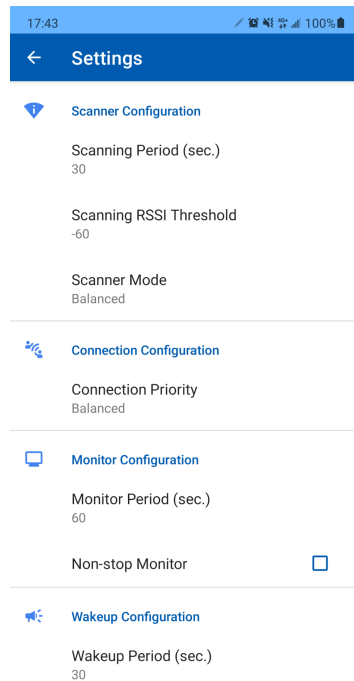 17:43 4G+ 100%
Settings
Scanner Configuration
Scanning Period (sec.)
30
Scanning RSSI Threshold
-60
Scanner Mode
Balanced
Connection Configuration
Connection Priority
Balanced
Monitor Configuration
Monitor Period (sec.)
60
Non-stop Monitor
Wakeup Configuration
Wakeup Period (sec.)
30